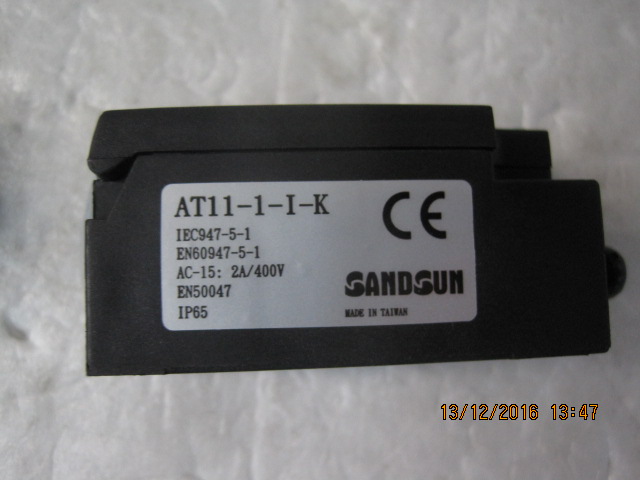 AT11-1-I-K
IEC947-5-1
EN60947-5-1
AC-15: 2A/400V
EN50047
IP65
CE
SANDSUN
MADE IN TAIWAN
13/12/2016 13:47